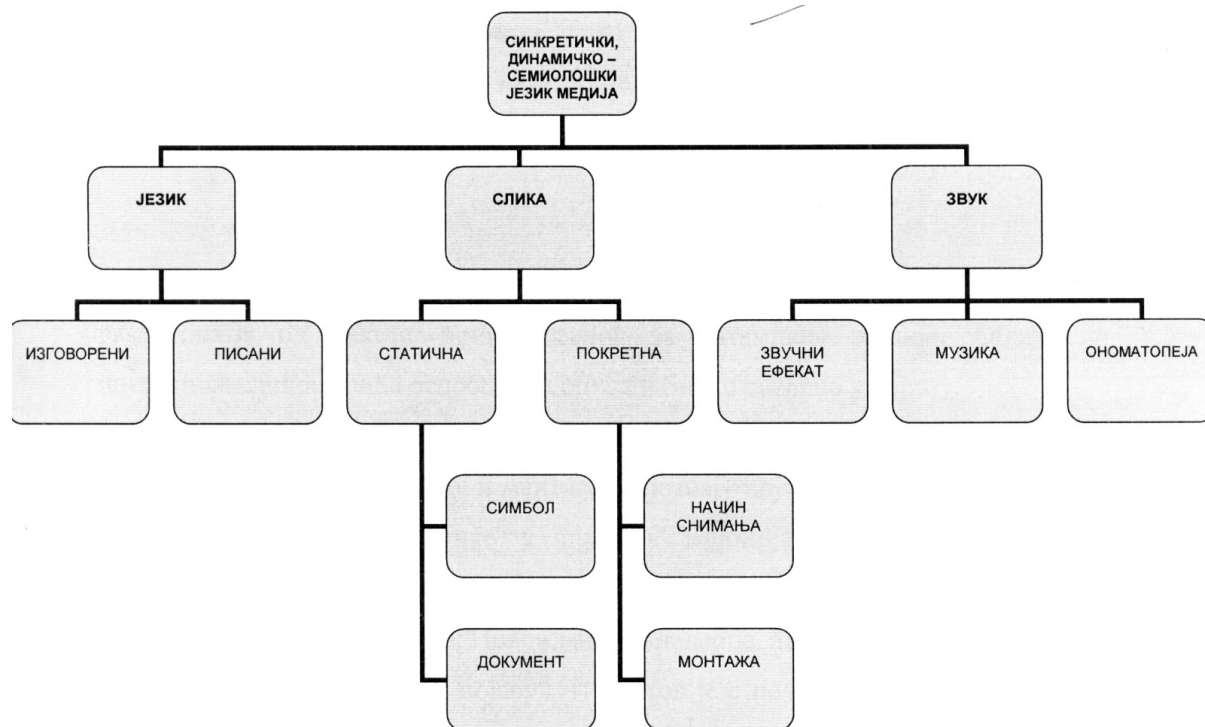 СИНКРЕТИЧКИ,
ДИНАМИЧКО –
СЕМИОЛОШКИ
ЈЕЗИК МЕДИЈА
ЈЕЗИК
СЛИКА
ЗВУК
ИЗГОВОРЕНИ
ПИСАНИ
СТАТИЧНА
ПОКРЕТНА
ЗВУЧНИ
ЕФЕКАТ
МУЗИКА
ОНОМАТОПЕЈА
СИМБОЛ
НАЧИН
СНИМАЊА
ДОКУМЕНТ
МОНТАЖА